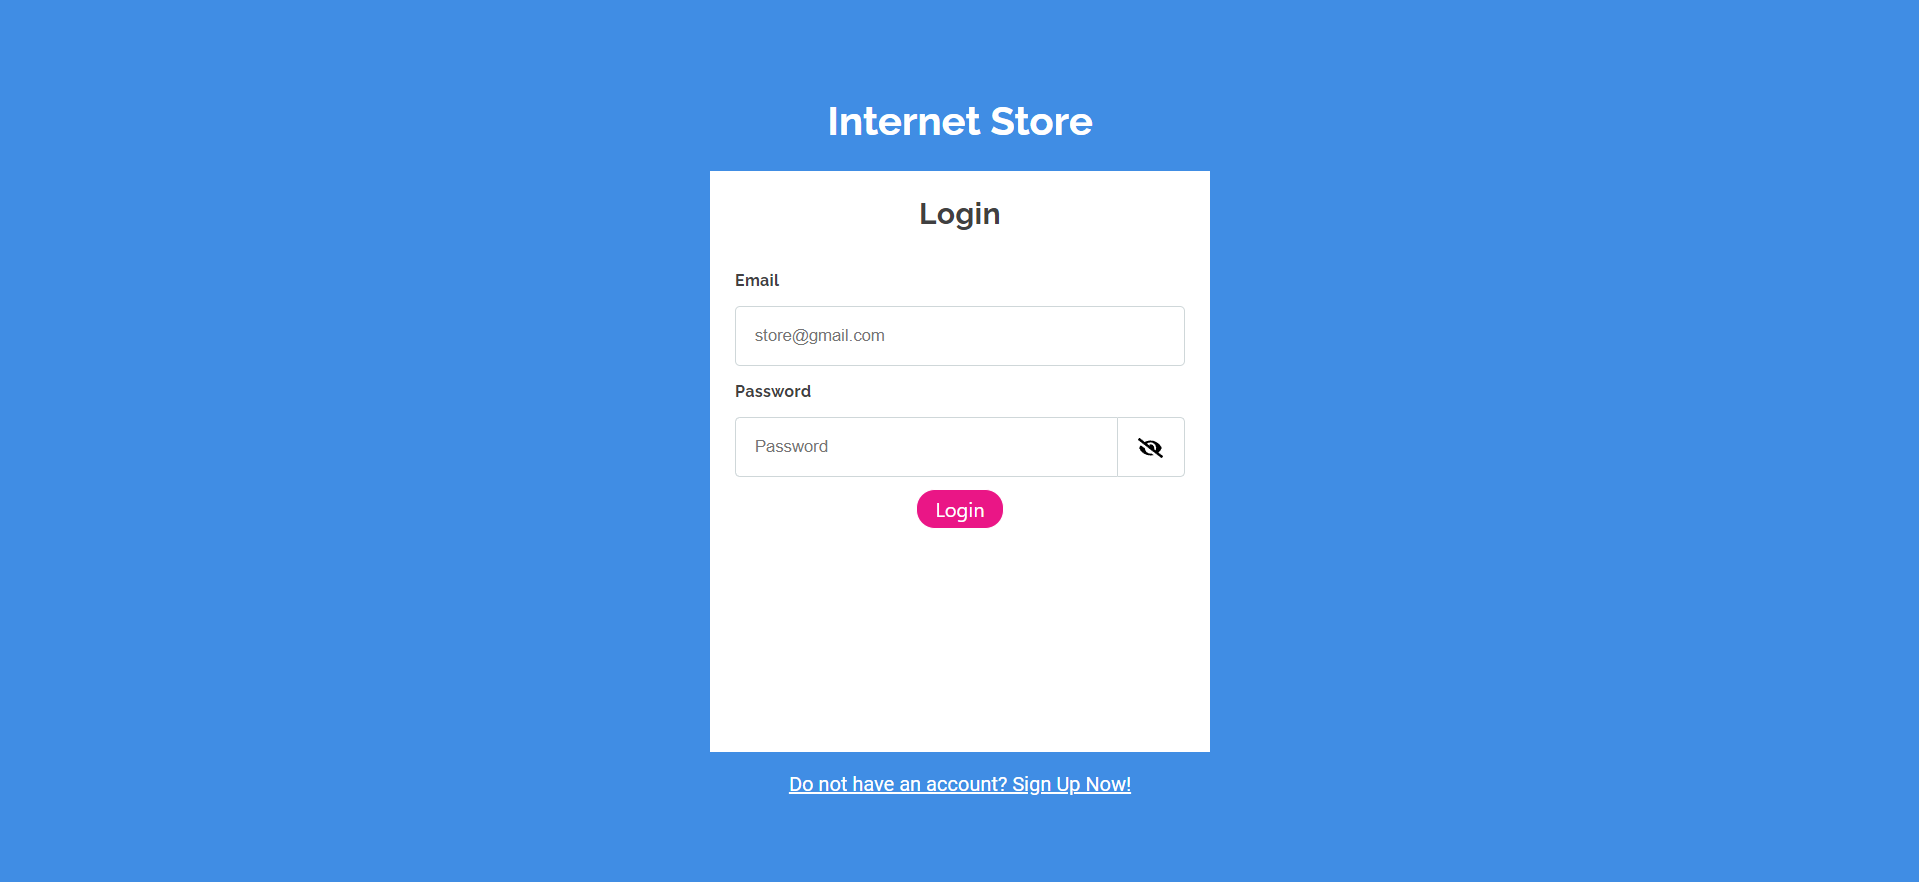 Internet Store
Login
Email
store@gmail.com
Password
Password
Login
Do not have an account? Sign Up Now!